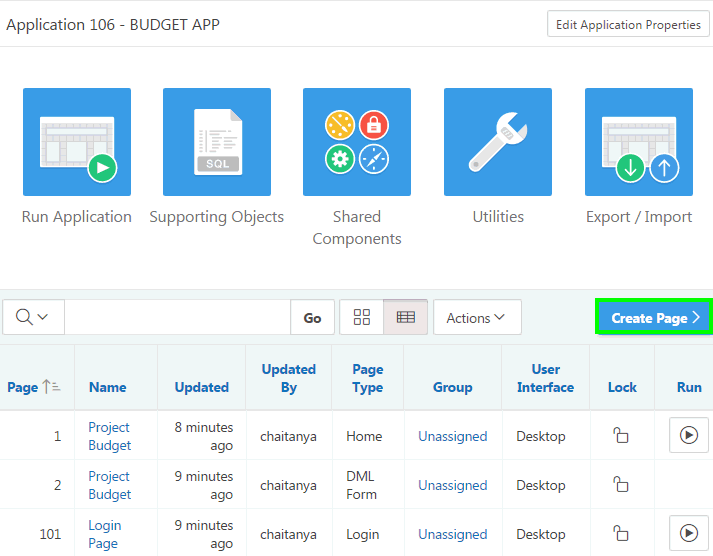 Application 106 - BUDGET APP
Edit Application Properties
SQL
Run Application
Supporting Objects
Shared
Components
Utilities
Export / Import
Go
Actions
Create Page
Page
Name
Updated
Updated
By
Page
Type
Group
User
Interface
Lock
Run
1
Project
Budget
8 minutes
ago
chaitanya
Home
Unassigned
Desktop
2
Project
Budget
9 minutes
ago
chaitanya
DML
Form
Unassigned
Desktop
101
Login
Page
9 minutes
ago
chaitanya
Login
Unassigned
Desktop